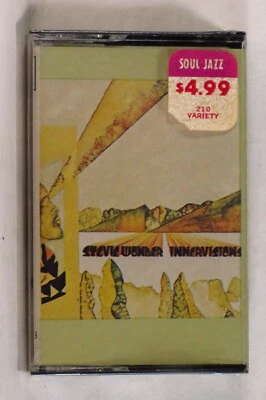 SOUL JAZZ
$4.99
210
VARIETY
STEVIE WONDER INNERVISIONS